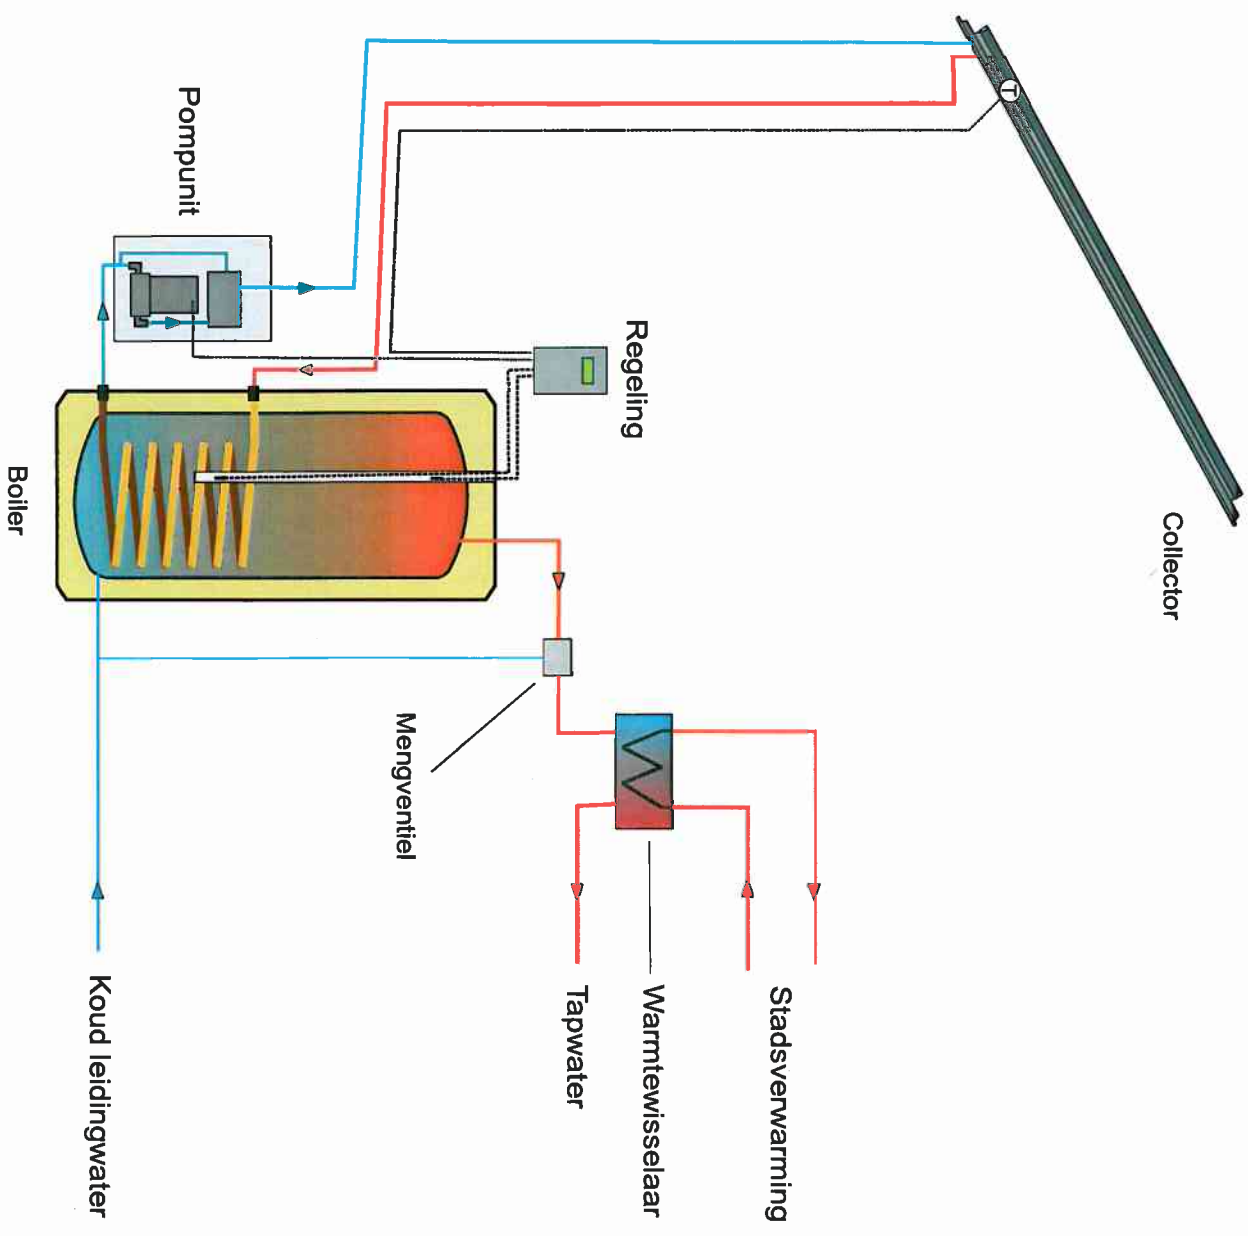 Collector
T
Regeling
Pompunit
Boiler
Mengventiel
Stadsverwarming
Warmtewisselaar
Tapwater
Koud leidingwater